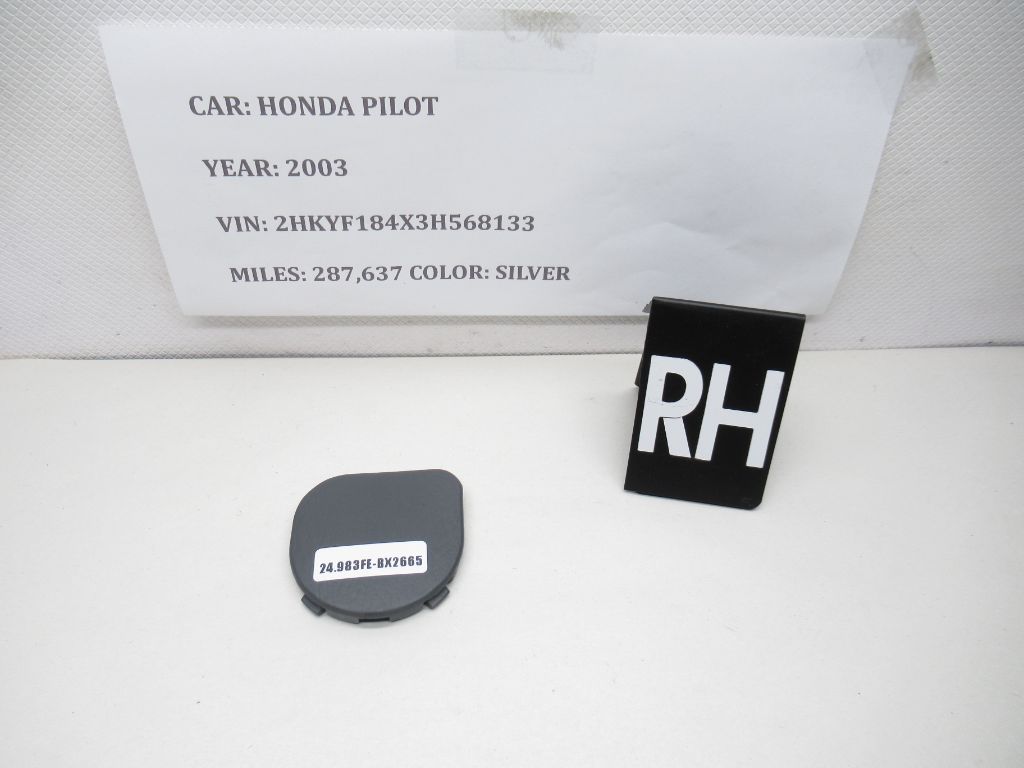 CAR: HONDA PILOT
YEAR: 2003
VIN: 2HKYF184X3H568133
MILES: 287,637 COLOR: SILVER
RH
24.983FE-BX2665